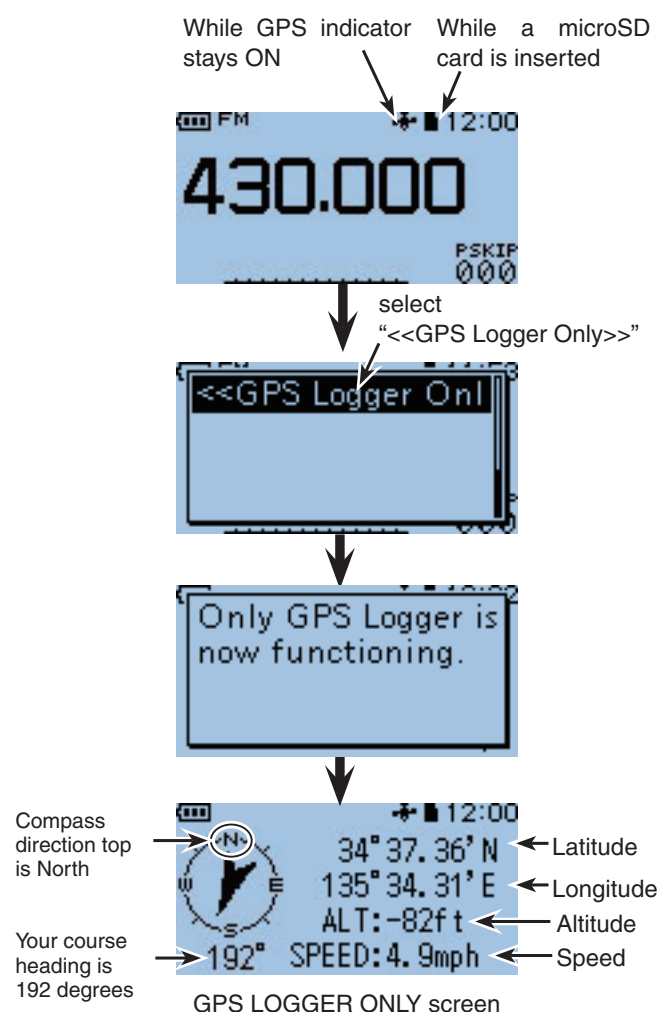 While GPS indicator stays ON
While a microSD card is inserted
FM 12:00
430.000
PSKIP
000
select
“<<GPS Logger Only>>”
<<GPS Logger Onl
Only GPS Logger is
now functioning.
12:00
Compass
direction top
is North
N
W E
S
34°37.36’N
Latitude
135°34.31’E
Longitude
ALT:-82ft
Altitude
Your course
heading is
192 degrees
192°
SPEED:4.9mph
Speed
GPS LOGGER ONLY screen